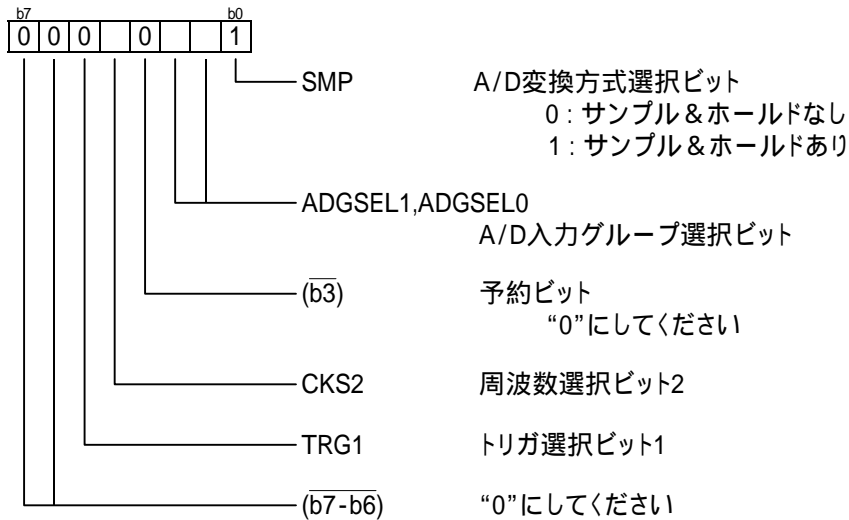 b7 b0
0 0 0 0 1
SMP A/D変換方式選択ビット
0 : サンプル＆ホールドなし
1 : サンプル＆ホールドあり
ADGSEL1,ADGSEL0
A/D入力グループ選択ビット
(b3) 予約ビット
“0”にしてください
CKS2 周波数選択ビット2
TRG1 トリガ選択ビット1
(b7-b6) “0”にしてください